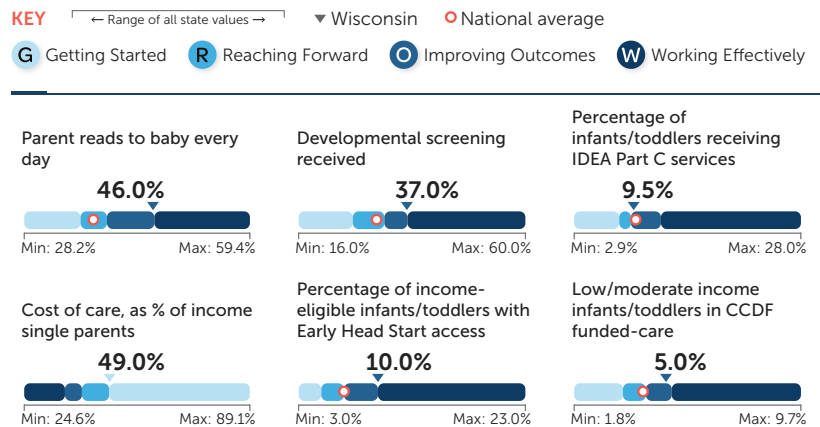 KEY ← Range of all state values → Wisconsin National average
G Getting Started R Reaching Forward O Improving Outcomes W Working Effectively
Parent reads to baby every
day
46.0%
Min: 28.2% Max: 59.4%
Developmental screening
received
37.0%
Min: 16.0% Max: 60.0%
Percentage of
infants/toddlers receiving
IDEA Part C services
9.5%
Min: 2.9% Max: 28.0%
Cost of care, as % of income
single parents
49.0%
Min: 24.6% Max: 89.1%
Percentage of income-
eligible infants/toddlers with
Early Head Start access
10.0%
Min: 3.0% Max: 23.0%
Low/moderate income
infants/toddlers in CCDF
funded-care
5.0%
Min: 1.8% Max: 9.7%